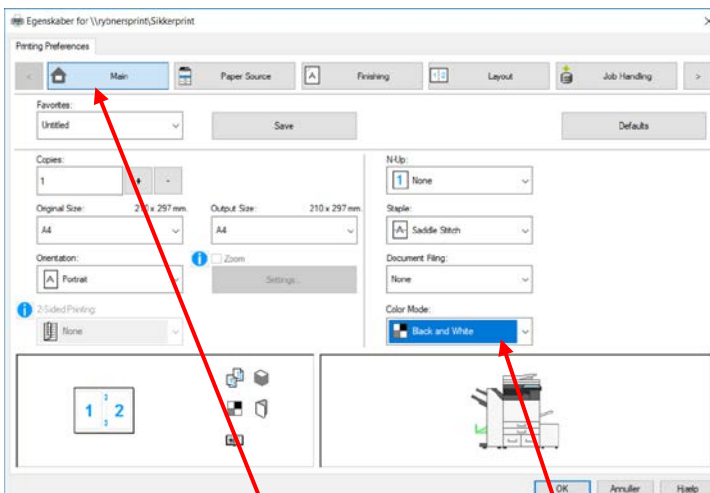 Egenskaber for \\rybnersprint\Sikkerprint
Printing Preferences
< Main Paper Source Finishing 1 2 Layout Job Handling >
Favorites:
Untitled Save Defaults
Copies: N-Up:
1 + - 1 None
Original Size: 210 x 297 mm. Output Size: 210 x 297 mm. Staple:
A4 A4 Saddle Stitch
Orientation: Zoom Document Filing:
A Portrait Settings... None
2-Sided Printing: Color Mode:
None Black and White
1 2
OK Annuller Hjælp